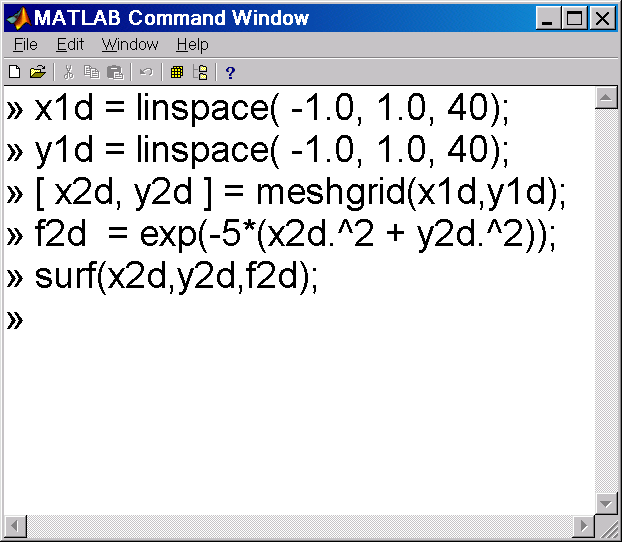 MATLAB Command Window
File Edit Window Help
?
» x1d = linspace( -1.0, 1.0, 40);
» y1d = linspace( -1.0, 1.0, 40);
» [ x2d, y2d ] = meshgrid(x1d,y1d);
» f2d  = exp(-5*(x2d.^2 + y2d.^2));
» surf(x2d,y2d,f2d);
»